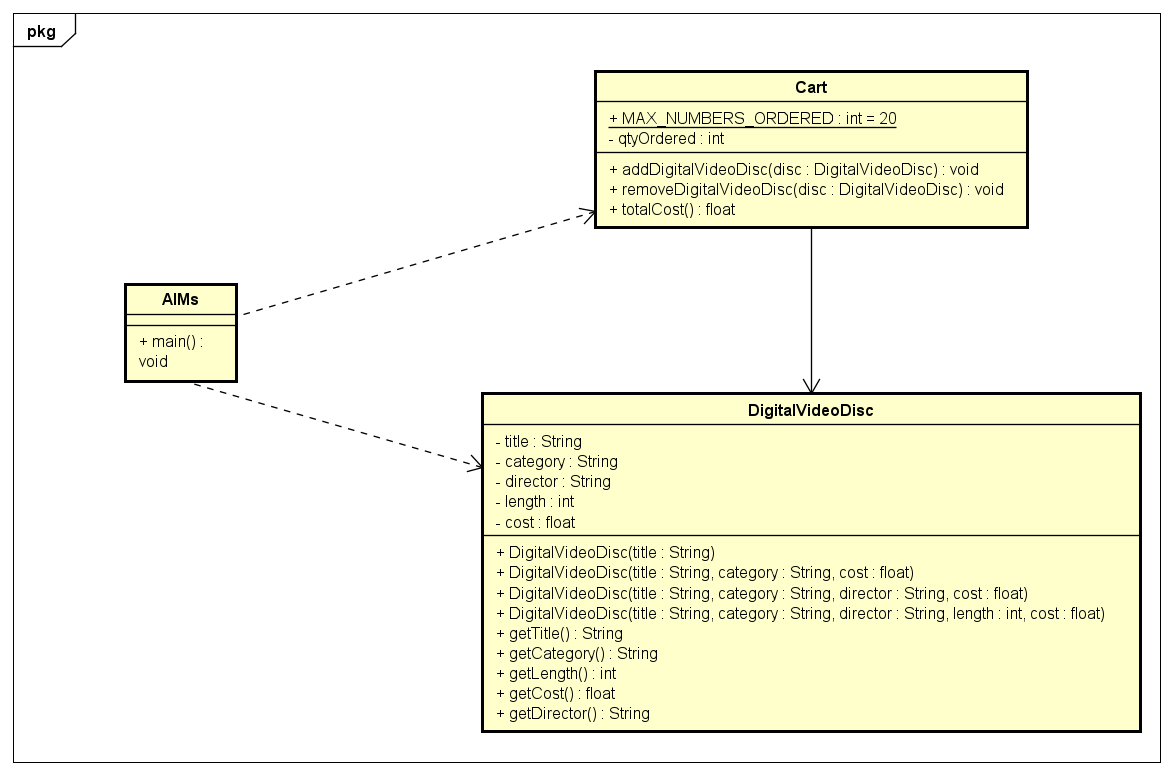 pkg
Cart
+ MAX_NUMBERS_ORDERED : int = 20
- qtyOrdered : int
+ addDigitalVideoDisc(disc : DigitalVideoDisc) : void
+ removeDigitalVideoDisc(disc : DigitalVideoDisc) : void
+ totalCost() : float
AIMs
+ main() :
void
DigitalVideoDisc
- title : String
- category : String
- director : String
- length : int
- cost : float
+ DigitalVideoDisc(title : String)
+ DigitalVideoDisc(title : String, category : String, cost : float)
+ DigitalVideoDisc(title : String, category : String, director : String, cost : float)
+ DigitalVideoDisc(title : String, category : String, director : String, length : int, cost : float)
+ getTitle() : String
+ getCategory() : String
+ getLength() : int
+ getCost() : float
+ getDirector() : String